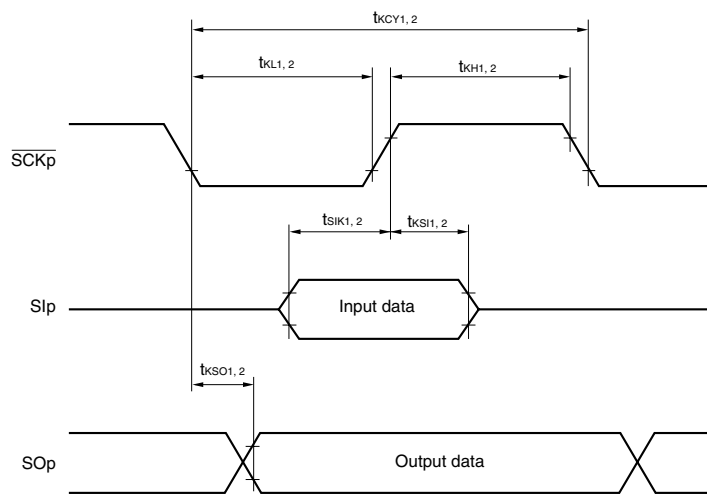 tKCY1, 2
tKL1, 2
tKH1, 2
SCKp
tSIK1, 2
tKSI1, 2
SIp
Input data
tKSO1, 2
SOp
Output data